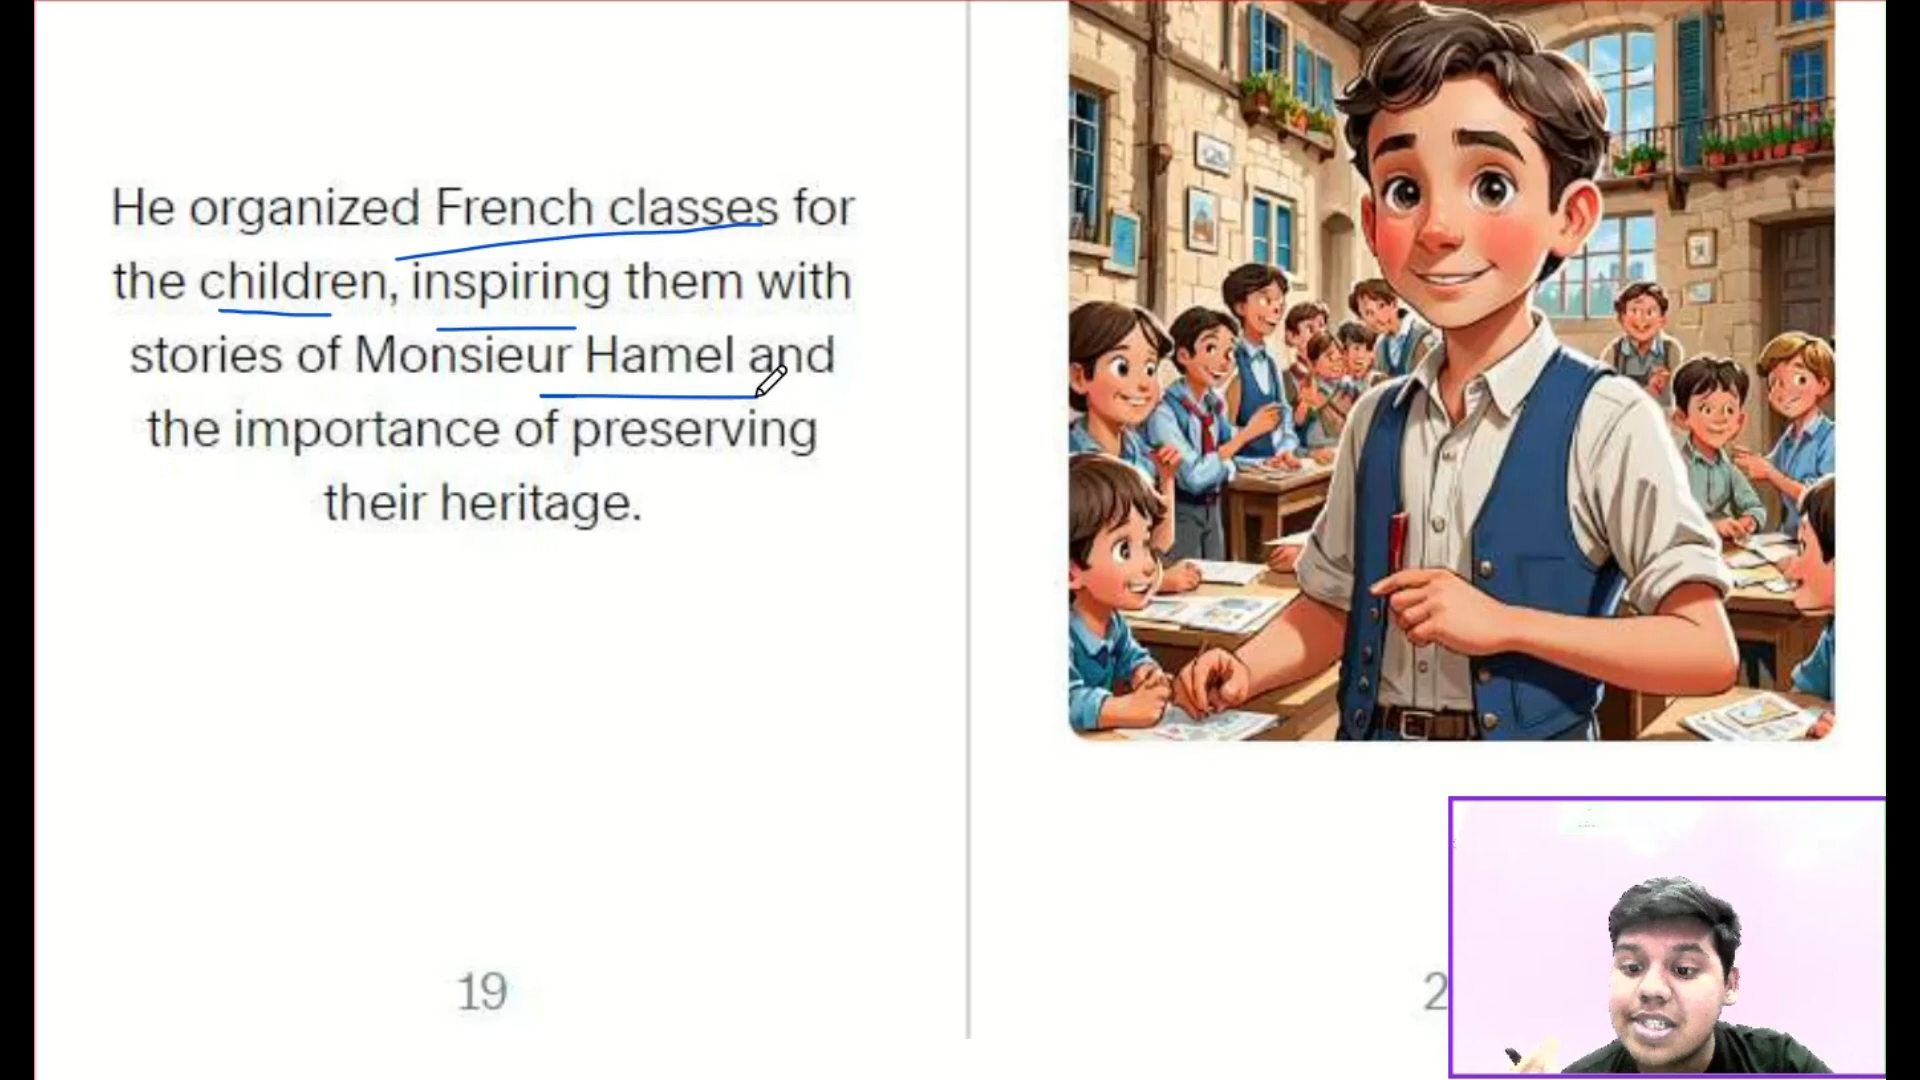 He organized French classes for
the children, inspiring them with
stories of Monsieur Hamel and
the importance of preserving
their heritage.
19
2